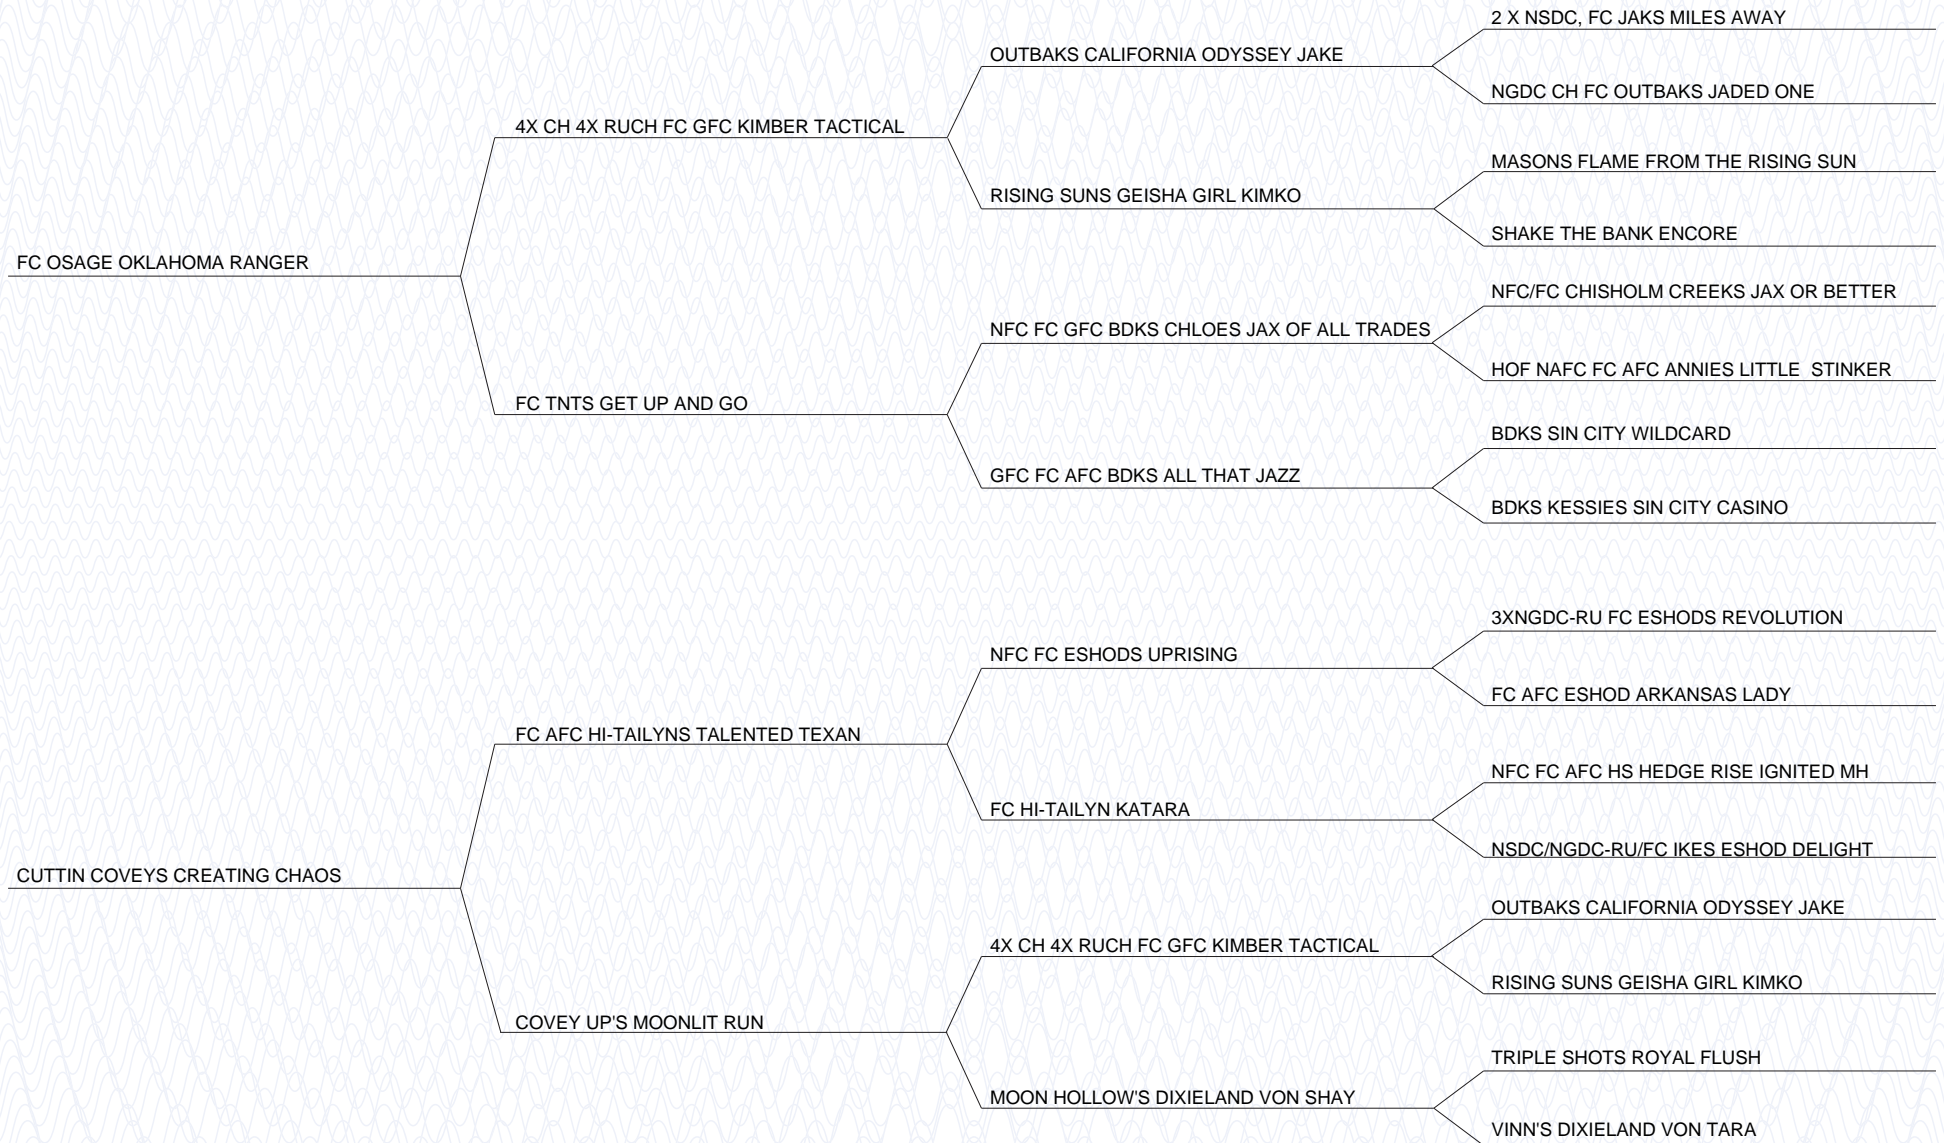 2 X NSDC, FC JAKS MILES AWAY
OUTBAKS CALIFORNIA ODYSSEY JAKE
NGDC CH FC OUTBAKS JADED ONE
4X CH 4X RUCH FC GFC KIMBER TACTICAL
MASONS FLAME FROM THE RISING SUN
RISING SUNS GEISHA GIRL KIMKO
SHAKE THE BANK ENCORE
FC OSAGE OKLAHOMA RANGER
NFC/FC CHISHOLM CREEKS JAX OR BETTER
NFC FC GFC BDKS CHLOES JAX OF ALL TRADES
HOF NAFC FC AFC ANNIES LITTLE  STINKER
FC TNTS GET UP AND GO
BDKS SIN CITY WILDCARD
GFC FC AFC BDKS ALL THAT JAZZ
BDKS KESSIES SIN CITY CASINO
3XNGDC-RU FC ESHODS REVOLUTION
NFC FC ESHODS UPRISING
FC AFC ESHOD ARKANSAS LADY
FC AFC HI-TAILYNS TALENTED TEXAN
NFC FC AFC HS HEDGE RISE IGNITED MH
FC HI-TAILYN KATARA
NSDC/NGDC-RU/FC IKES ESHOD DELIGHT
CUTTIN COVEYS CREATING CHAOS
OUTBAKS CALIFORNIA ODYSSEY JAKE
4X CH 4X RUCH FC GFC KIMBER TACTICAL
RISING SUNS GEISHA GIRL KIMKO
COVEY UP'S MOONLIT RUN
TRIPLE SHOTS ROYAL FLUSH
MOON HOLLOW'S DIXIELAND VON SHAY
VINN'S DIXIELAND VON TARA